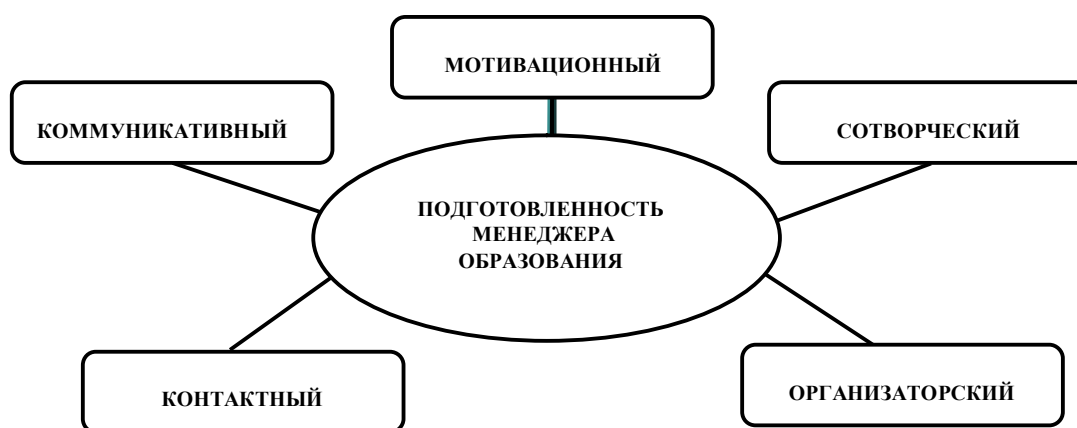 МОТИВАЦИОННЫЙ
КОММУНИКАТИВНЫЙ
СОТВОРЧЕСКИЙ
ПОДГОТОВЛЕННОСТЬ
МЕНЕДЖЕРА
ОБРАЗОВАНИЯ
КОНТАКТНЫЙ
ОРГАНИЗАТОРСКИЙ